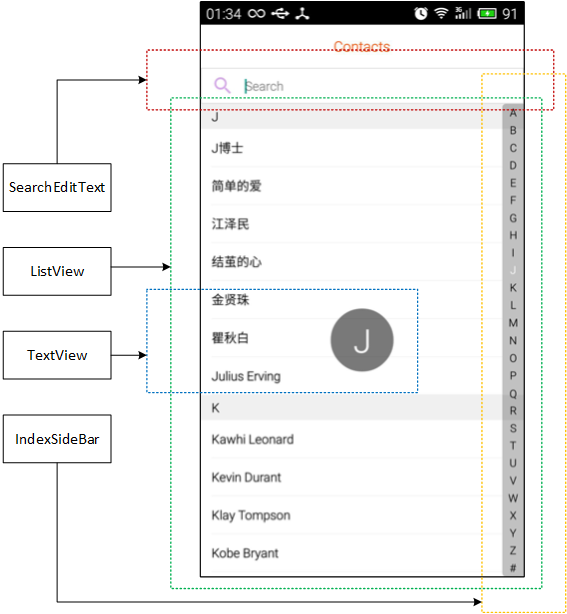 01:34
3G
91
Contacts
Search
J
J博士
简单的爱
江泽民
结茧的心
金贤珠
瞿秋白
Julius Erving
K
Kawhi Leonard
Kevin Durant
Klay Tompson
Kobe Bryant
J
A
B
C
D
E
F
G
H
I
J
K
L
M
N
O
P
Q
R
S
T
U
V
W
X
Y
Z
#
SearchEditText
ListView
TextView
IndexSideBar